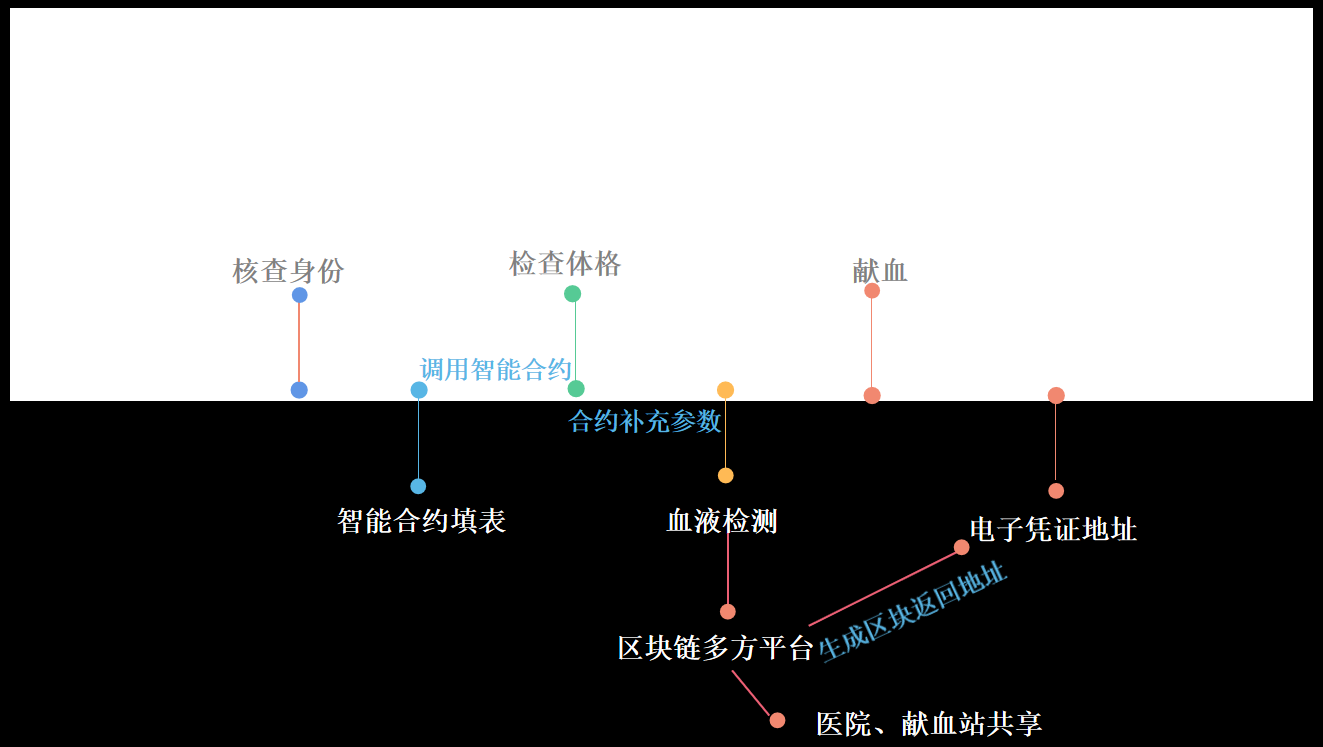 核查身份
检查体格
献血
调用智能合约
合约补充参数
智能合约填表
血液检测
电子凭证地址
生成区块返回地址
区块链多方平台
医院、献血站共享